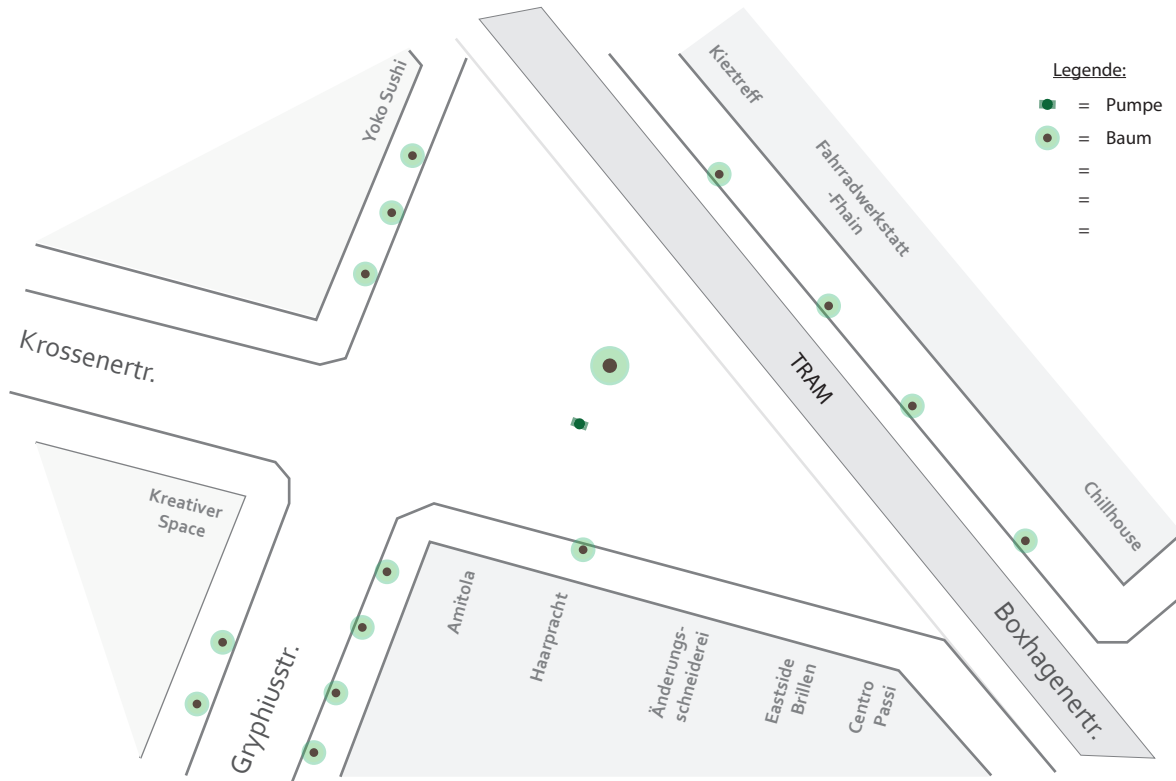 Yoko Sushi
Kieztreff
Fahrradwerkstatt
-Fhain
Legende:
= Pumpe
= Baum
=
=
=
Krossenertr.
TRAM
Kreativer
Space
Chillhouse
Amitola
Haarpracht
Änderungs-
schneiderei
Eastside
Brillen
Centro
Passi
Gryphiusstr.
Boxhagenertr.